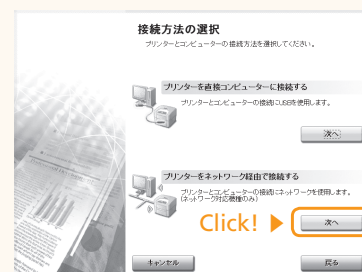 接続方法の選択
プリンターとコンピューターの接続方法を選択してください。
プリンターを直接コンピューターに接続する
プリンターとコンピューターの接続にUSBを使用します。
次へ
プリンターをネットワーク経由で接続する
プリンターとコンピューターの接続にネットワークを使用します。
(ネットワーク対応機種のみ)
Click!
次へ
キャンセル
戻る